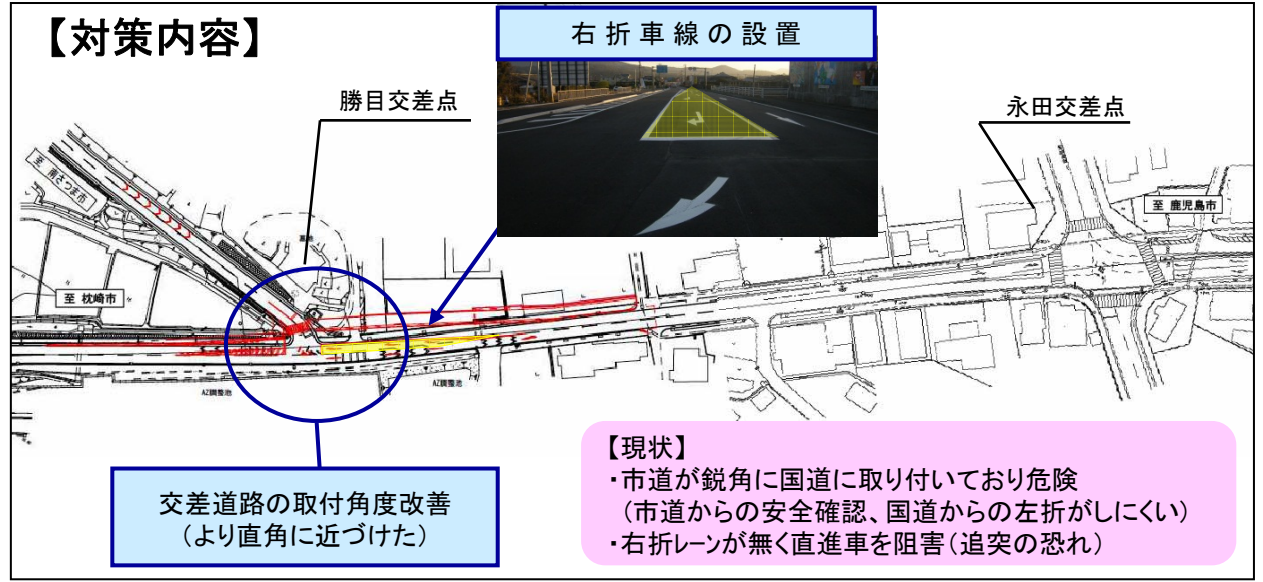 【対策内容】
右折車線の設置
勝目交差点
永田交差点
至 南さつま市
至 鹿児島市
墓地
至 枕崎市
AZ調整池
AZ調整池
交差道路の取付角度改善
（より直角に近づけた）
【現状】
・市道が鋭角に国道に取り付いており危険
（市道からの安全確認、国道からの左折がしにくい）
・右折レーンが無く直進車を阻害（追突の恐れ）